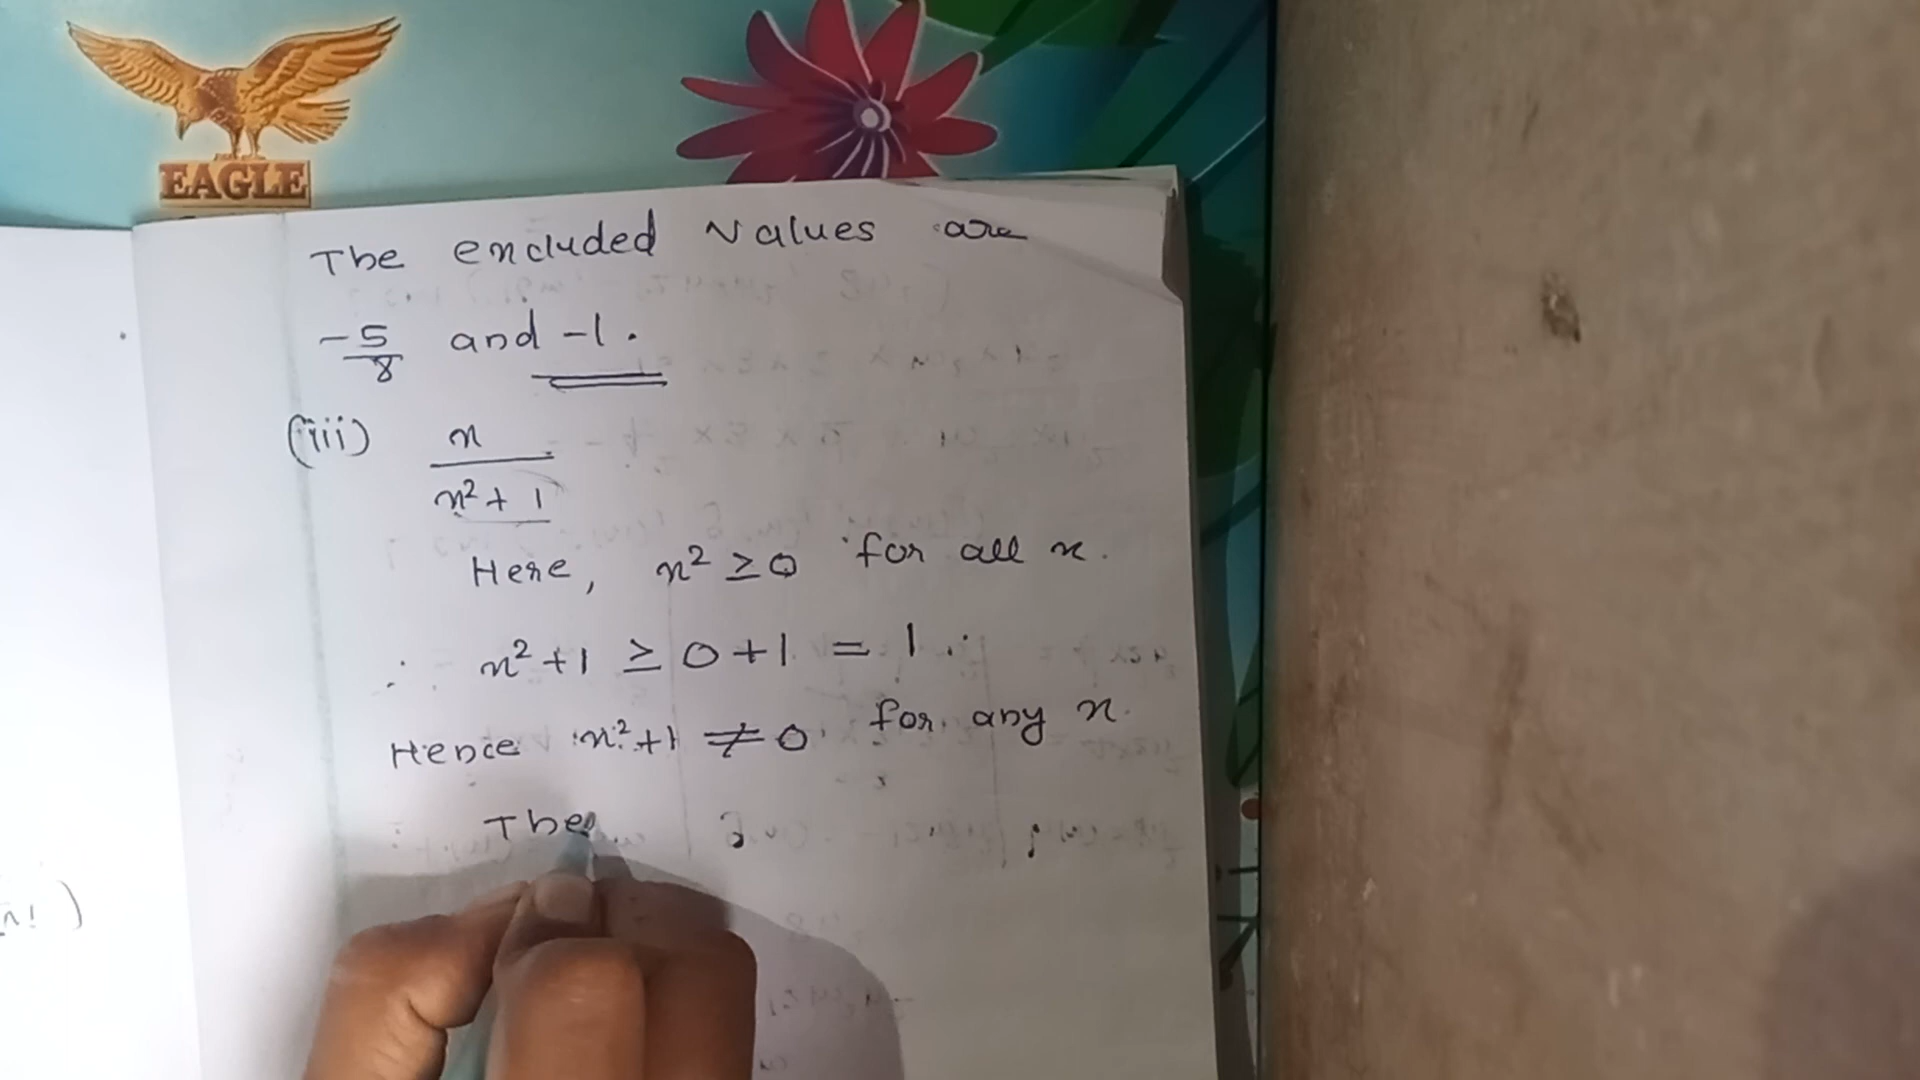 EAGLE
The excluded values are
-5/8 and -1.
(iii) x/x²+1
Here, x² ≥ 0 for all x.
∴ x²+1 ≥ 0+1 = 1.
Hence x²+1 ≠ 0 for any x.
The